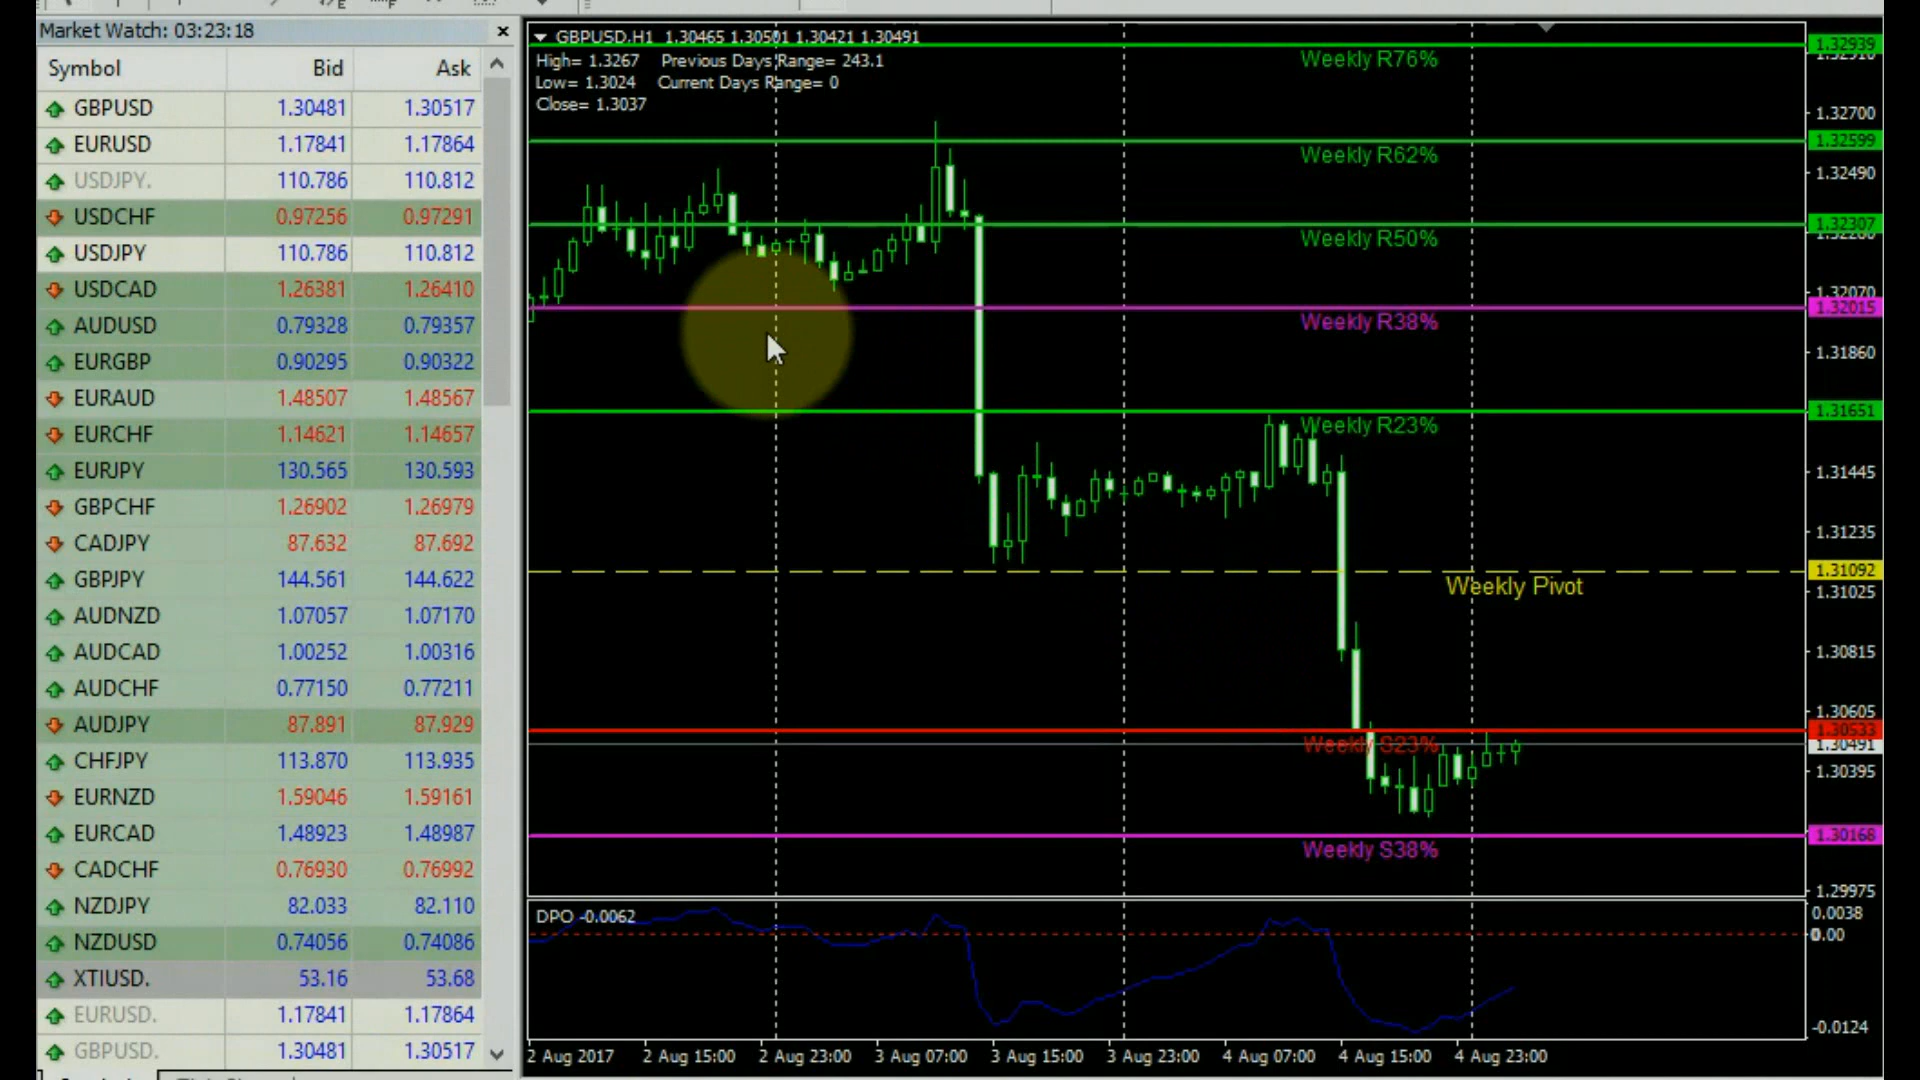 Market Watch: 03:23:18
Symbol Bid Ask
GBPUSD 1.30481 1.30517
EURUSD 1.17841 1.17864
USDJPY. 110.786 110.812
USDCHF 0.97256 0.97291
USDJPY 110.786 110.812
USDCAD 1.26381 1.26410
AUDUSD 0.79328 0.79357
EURGBP 0.90295 0.90322
EURAUD 1.48507 1.48567
EURCHF 1.14621 1.14657
EURJPY 130.565 130.593
GBPCHF 1.26902 1.26979
CADJPY 87.632 87.692
GBPJPY 144.561 144.622
AUDNZD 1.07057 1.07170
AUDCAD 1.00252 1.00316
AUDCHF 0.77150 0.77211
AUDJPY 87.891 87.929
CHFJPY 113.870 113.935
EURNZD 1.59046 1.59161
EURCAD 1.48923 1.48987
CADCHF 0.76930 0.76992
NZDJPY 82.033 82.110
NZDUSD 0.74056 0.74086
XTIUSD. 53.16 53.68
EURUSD. 1.17841 1.17864
GBPUSD. 1.30481 1.30517
GBPUSD.H1 1.30465 1.30501 1.30421 1.30491
High= 1.3267 Previous Days Range= 243.1
Low= 1.3024 Current Days Range= 0
Close= 1.3037
Weekly R76%
Weekly R62%
Weekly R50%
Weekly R38%
Weekly R23%
Weekly Pivot
Weekly S23%
Weekly S38%
1.32939
1.32700
1.32599
1.32490
1.32307
1.32070
1.32015
1.31860
1.31651
1.31445
1.31235
1.31092
1.31025
1.30815
1.30605
1.30533
1.30491
1.30395
1.30168
1.29975
DPO -0.0062
0.0038
0.00
-0.0124
2 Aug 2017 2 Aug 15:00 2 Aug 23:00 3 Aug 07:00 3 Aug 15:00 3 Aug 23:00 4 Aug 07:00 4 Aug 15:00 4 Aug 23:00